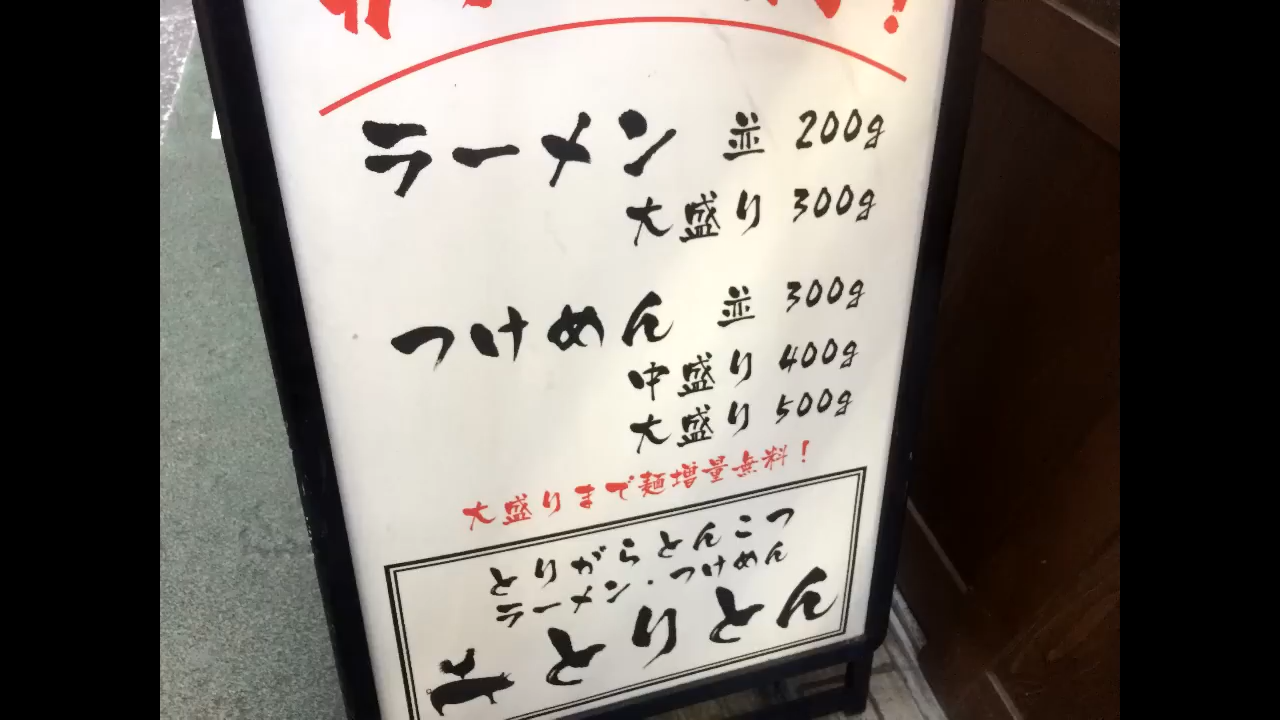 ラーメン 並 200g
大盛り 300g
つけめん 並 300g
中盛り 400g
大盛り 500g
大盛りまで麺増量無料！
とりがらとんこつ
ラーメン・つけめん
とりとん